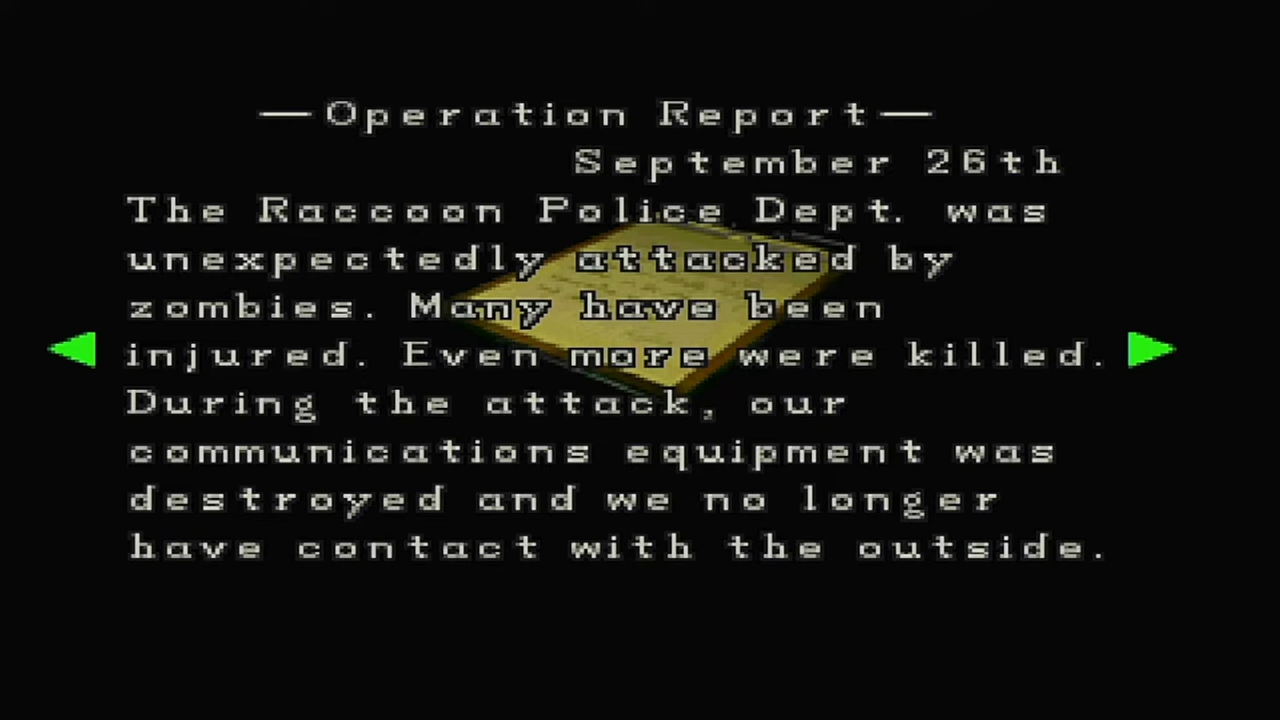 —Operation Report—
September 26th
The Raccoon Police Dept. was
unexpectedly attacked by
zombies. Many have been
injured. Even more were killed.
During the attack, our
communications equipment was
destroyed and we no longer
have contact with the outside.